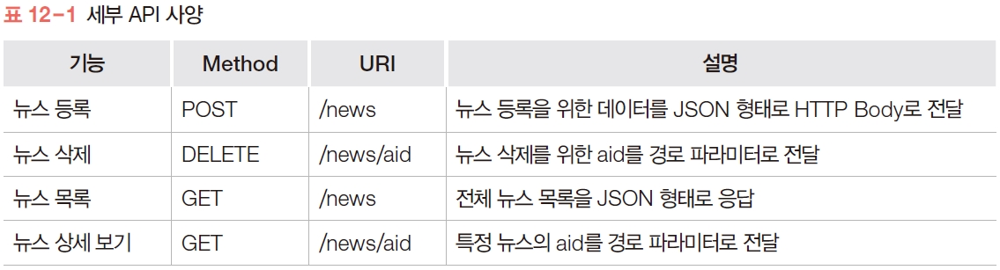 표 12-1 세부 API 사양
기능 Method URI 설명
뉴스 등록 POST /news 뉴스 등록을 위한 데이터를 JSON 형태로 HTTP Body로 전달
뉴스 삭제 DELETE /news/aid 뉴스 삭제를 위한 aid를 경로 파라미터로 전달
뉴스 목록 GET /news 전체 뉴스 목록을 JSON 형태로 응답
뉴스 상세 보기 GET /news/aid 특정 뉴스의 aid를 경로 파라미터로 전달